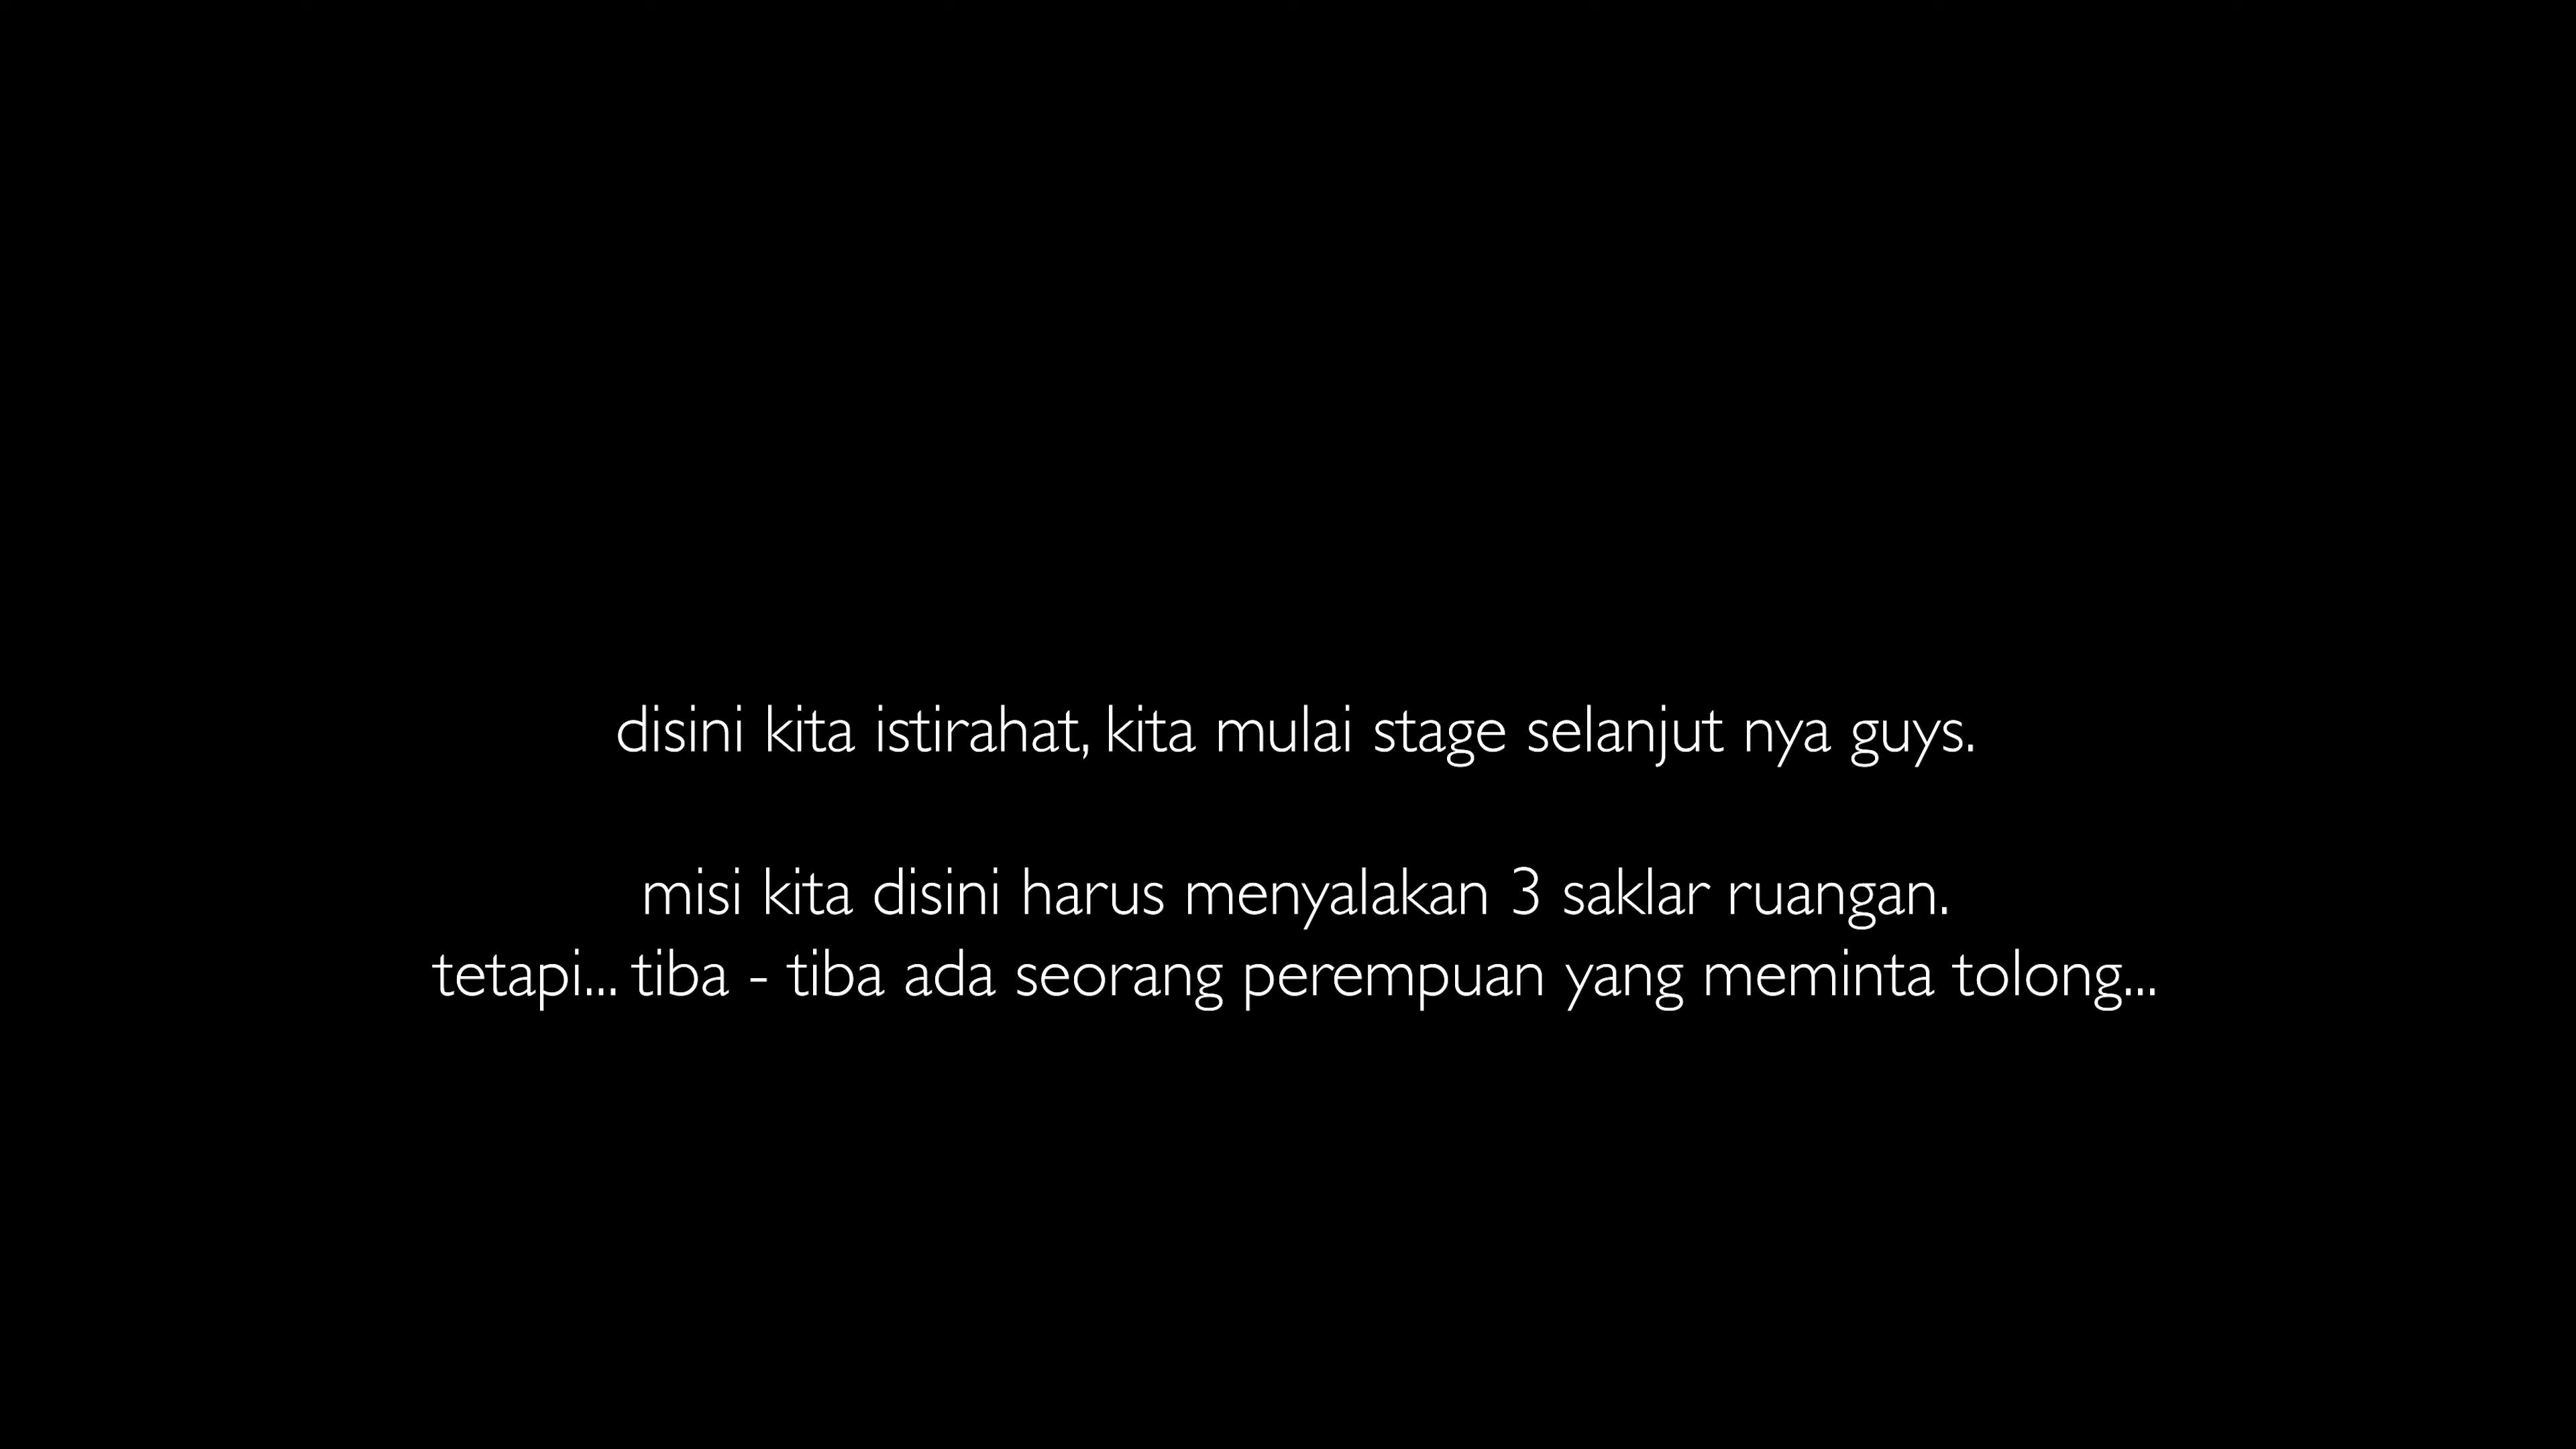 disini kita istirahat, kita mulai stage selanjut nya guys.
misi kita disini harus menyalakan 3 saklar ruangan.
tetapi... tiba - tiba ada seorang perempuan yang meminta tolong...